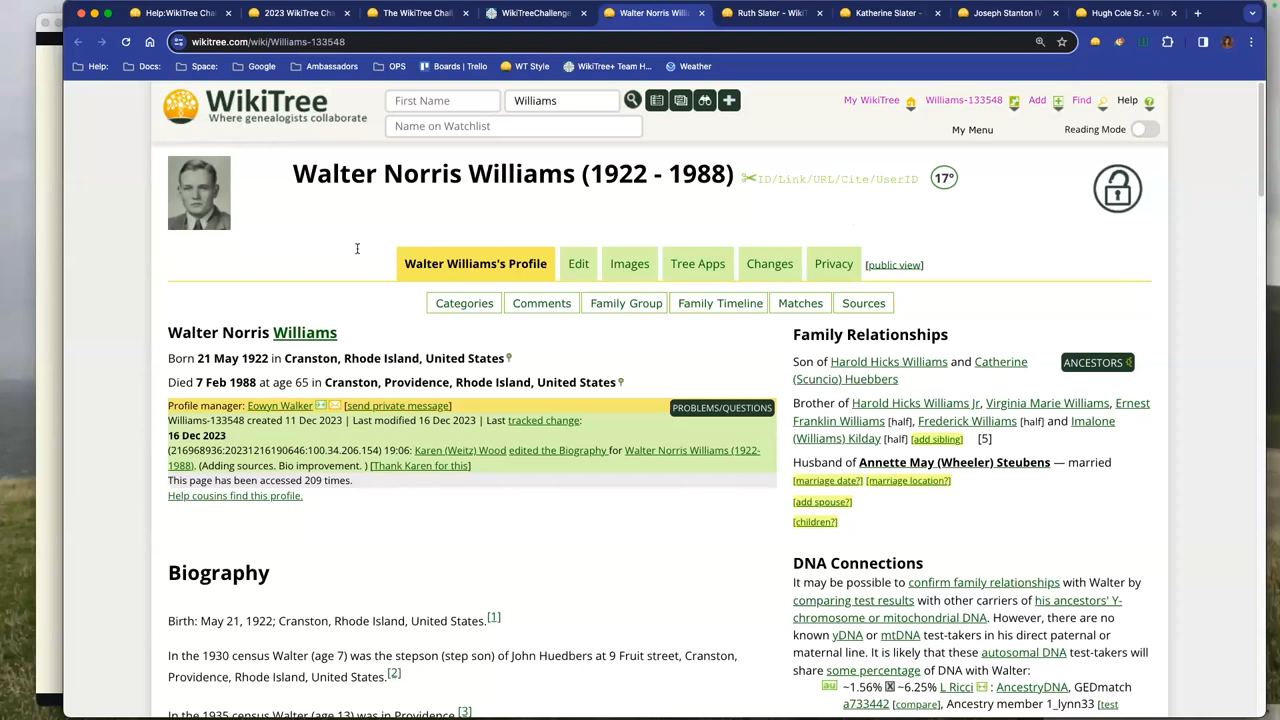 Help:WikiTree Cha
2023 WikiTree Cha
The WikiTree Chal
WikiTreeChallenge
Walter Norris Willi
Ruth Slater - WikiT
Katherine Slater -
Joseph Stanton IV
Hugh Cole Sr. - Wi
wikitree.com/wiki/Williams-133548
Help:
Docs:
Space:
Google
Ambassadors
OPS
Boards | Trello
WT Style
WikiTree+ Team H...
Weather
WikiTree
Where genealogists collaborate
First Name
Williams
Name on Watchlist
My WikiTree
Williams-133548
Add
Find
Help
My Menu
Reading Mode
Walter Norris Williams (1922 - 1988)
ID/Link/URL/Cite/UserID
17°
Walter Williams's Profile
Edit
Images
Tree Apps
Changes
Privacy
[public view]
Categories
Comments
Family Group
Family Timeline
Matches
Sources
Walter Norris Williams
Born 21 May 1922 in Cranston, Rhode Island, United States
Died 7 Feb 1988 at age 65 in Cranston, Providence, Rhode Island, United States
Profile manager: Eowyn Walker [send private message]
PROBLEMS/QUESTIONS
Williams-133548 created 11 Dec 2023 | Last modified 16 Dec 2023 | Last tracked change:
16 Dec 2023
(216968936:20231216190646:100.34.206.154) 19:06: Karen (Weitz) Wood edited the Biography for Walter Norris Williams (1922-
1988). (Adding sources. Bio improvement. ) [Thank Karen for this]
This page has been accessed 209 times.
Help cousins find this profile.
Biography
Birth: May 21, 1922; Cranston, Rhode Island, United States.[1]
In the 1930 census Walter (age 7) was the stepson (step son) of John Huedbers at 9 Fruit street, Cranston,
Providence, Rhode Island, United States.[2]
In the 1935 census Walter (age 13) was in Providence.[3]
Family Relationships
Son of Harold Hicks Williams and Catherine
(Scuncio) Huebbers
ANCESTORS
Brother of Harold Hicks Williams Jr, Virginia Marie Williams, Ernest
Franklin Williams [half], Frederick Williams [half] and Imalone
(Williams) Kilday [half] [add sibling] [5]
Husband of Annette May (Wheeler) Steubens — married
[marriage date?] [marriage location?]
[add spouse?]
[children?]
DNA Connections
It may be possible to confirm family relationships with Walter by
comparing test results with other carriers of his ancestors' Y-
chromosome or mitochondrial DNA. However, there are no
known yDNA or mtDNA test-takers in his direct paternal or
maternal line. It is likely that these autosomal DNA test-takers will
share some percentage of DNA with Walter:
au ~1.56% ~6.25% L Ricci : AncestryDNA, GEDmatch
a733442 [compare], Ancestry member 1_lynn33 [test